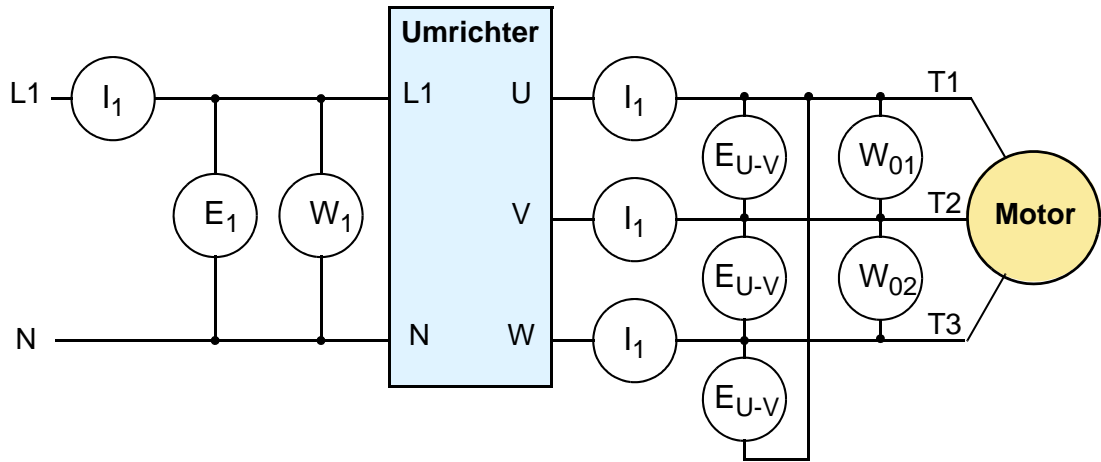 Umrichter
L1 I1 L1 U I1 T1
EU-V W01
E1 W1 V I1 T2 Motor
EU-V W02
N N W I1 T3
EU-V